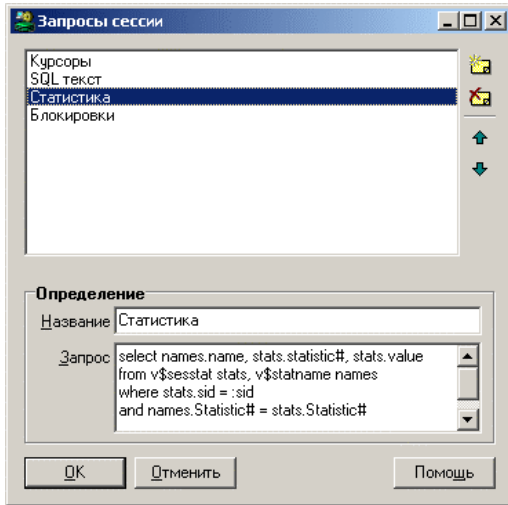 Запросы сессии
Курсоры
SQL текст
Статистика
Блокировки
Определение
Название Статистика
Запрос select names.name, stats.statistic#, stats.value
from v$sesstat stats, v$statname names
where stats.sid = :sid
and names.Statistic# = stats.Statistic#
OK Отменить Помощь